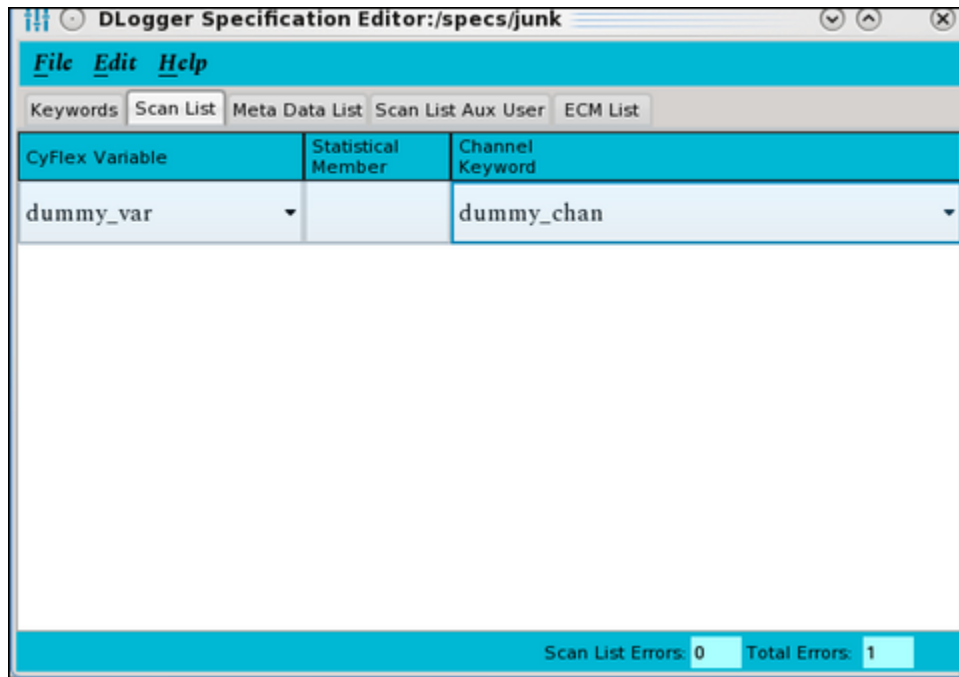 DLogger Specification Editor:/specs/junk
File Edit Help
Keywords Scan List Meta Data List Scan List Aux User ECM List
CyFlex Variable Statistical Member Channel Keyword
dummy_var dummy_chan
Scan List Errors: 0 Total Errors: 1